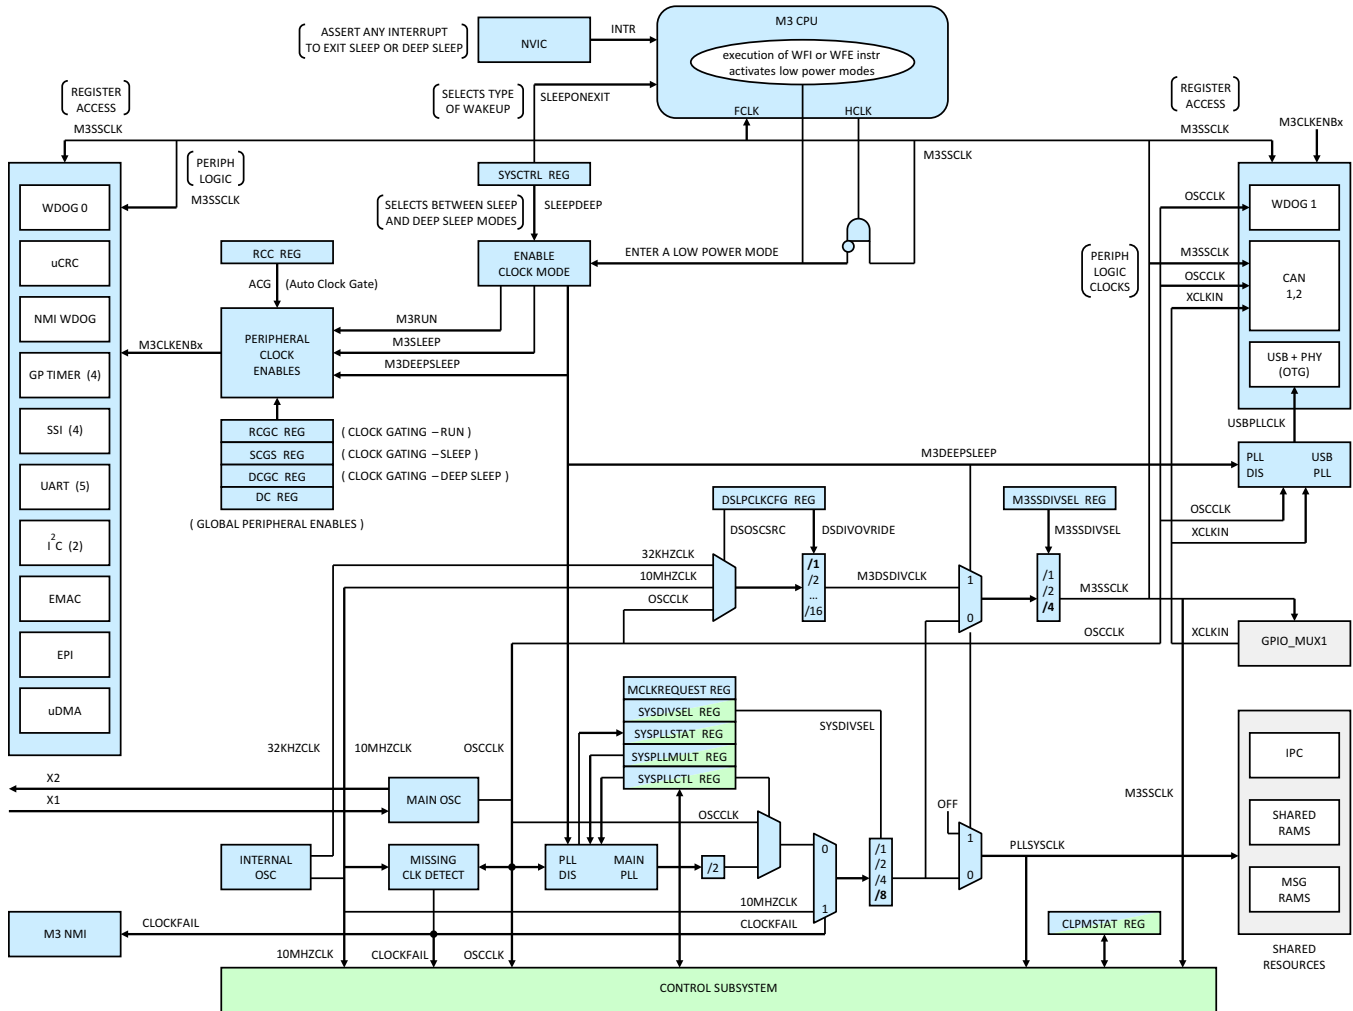 ASSERT ANY INTERRUPT
TO EXIT SLEEP OR DEEP SLEEP
NVIC
INTR
M3 CPU
execution of WFI or WFE instr
activates low power modes
FCLK
HCLK
SELECTS TYPE
OF WAKEUP
SLEEPONEXIT
REGISTER
ACCESS
M3SSCLK
REGISTER
ACCESS
M3SSCLK
M3CLKENBx
M3SSCLK
PERIPH
LOGIC
M3SSCLK
SYSCTRL REG
SELECTS BETWEEN SLEEP
AND DEEP SLEEP MODES
SLEEPDEEP
WDOG 0
uCRC
NMI WDOG
GP TIMER (4)
SSI (4)
UART (5)
I2C (2)
EMAC
EPI
uDMA
RCC REG
ACG
(Auto Clock Gate)
ENABLE
CLOCK MODE
ENTER A LOW POWER MODE
M3RUN
M3SLEEP
M3DEEPSLEEP
PERIPHERAL
CLOCK
ENABLES
M3CLKENBx
RCGC REG
( CLOCK GATING – RUN )
SCGS REG
( CLOCK GATING – SLEEP )
DCGC REG
( CLOCK GATING – DEEP SLEEP )
DC REG
( GLOBAL PERIPHERAL ENABLES )
OSCCLK
WDOG 1
PERIPH
LOGIC
CLOCKS
M3SSCLK
OSCCLK
XCLKIN
CAN
1,2
USB + PHY
(OTG)
USBPLLCLK
PLL
DIS
USB
PLL
M3DEEPSLEEP
OSCCLK
XCLKIN
DSLPCLKCFG REG
M3SSDIVSEL REG
DSOSCSRC
DSDIVOVRIDE
M3SSDIVSEL
32KHZCLK
10MHZCLK
OSCCLK
/1
/2
...
/16
M3DSDIVCLK
1
0
/1
/2
/4
M3SSCLK
OSCCLK
XCLKIN
GPIO_MUX1
MCLKREQUEST REG
SYSDIVSEL REG
SYSPLLSTAT REG
SYSPLLMULT REG
SYSPLLCTL REG
SYSDIVSEL
32KHZCLK
10MHZCLK
OSCCLK
X2
X1
MAIN OSC
OSCCLK
INTERNAL
OSC
MISSING
CLK DETECT
PLL
DIS
MAIN
PLL
/2
0
1
/1
/2
/4
/8
OFF
1
0
PLLSYSCLK
M3SSCLK
IPC
SHARED
RAMS
MSG
RAMS
SHARED
RESOURCES
10MHZCLK
CLOCKFAIL
M3 NMI
CLOCKFAIL
CLPMSTAT REG
10MHZCLK
CLOCKFAIL
OSCCLK
CONTROL SUBSYSTEM